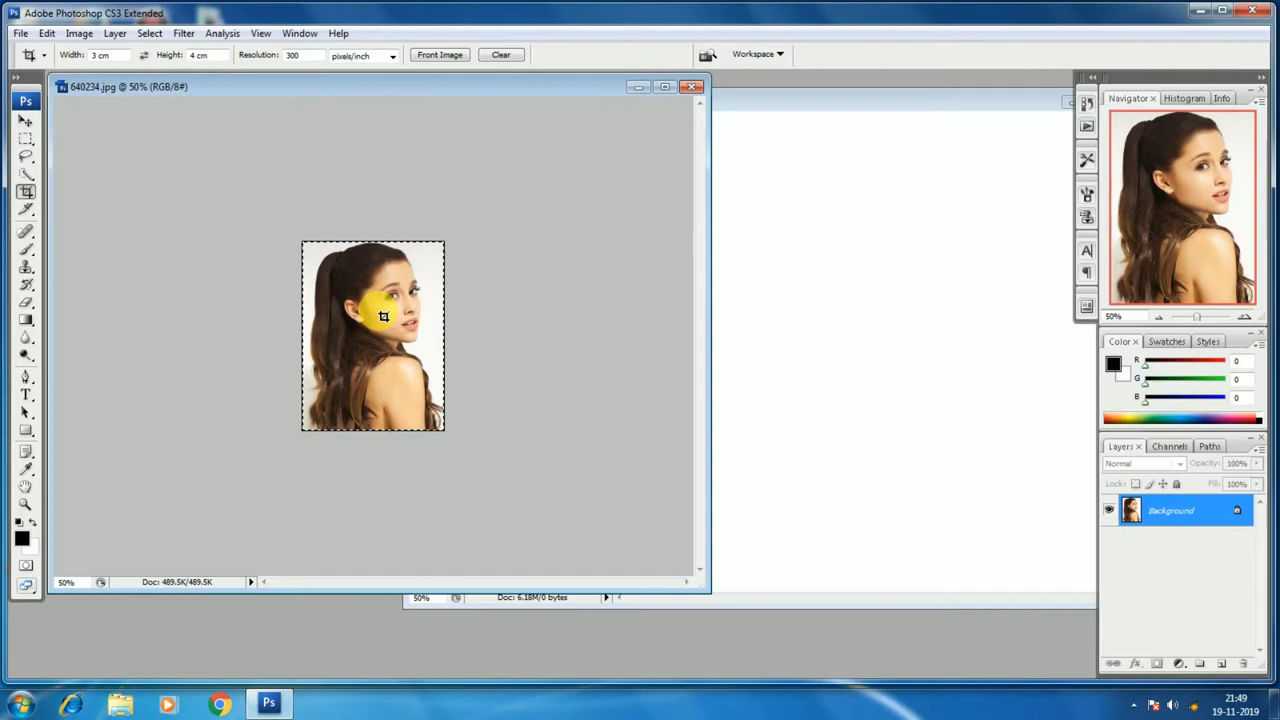 Adobe Photoshop CS3 Extended
File Edit Image Layer Select Filter Analysis View Window Help
Width: 3 cm Height: 4 cm Resolution: 300 pixels/inch Front Image Clear Workspace
640234.jpg @ 50% (RGB/8#)
Ps
Navigator Histogram Info
50%
Color Swatches Styles
R 0
G 0
B 0
Layers Channels Paths
Normal Opacity: 100%
Lock: Fill: 100%
Background
50% Doc: 489.5K/489.5K
50% Doc: 6.18M/0 bytes
Ps
21:49
19-11-2019